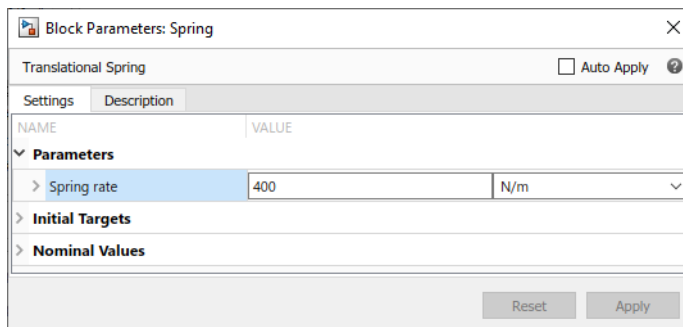 Block Parameters: Spring
Translational Spring
Auto Apply
Settings Description
NAME VALUE
Parameters
Spring rate 400 N/m
Initial Targets
Nominal Values
Reset Apply